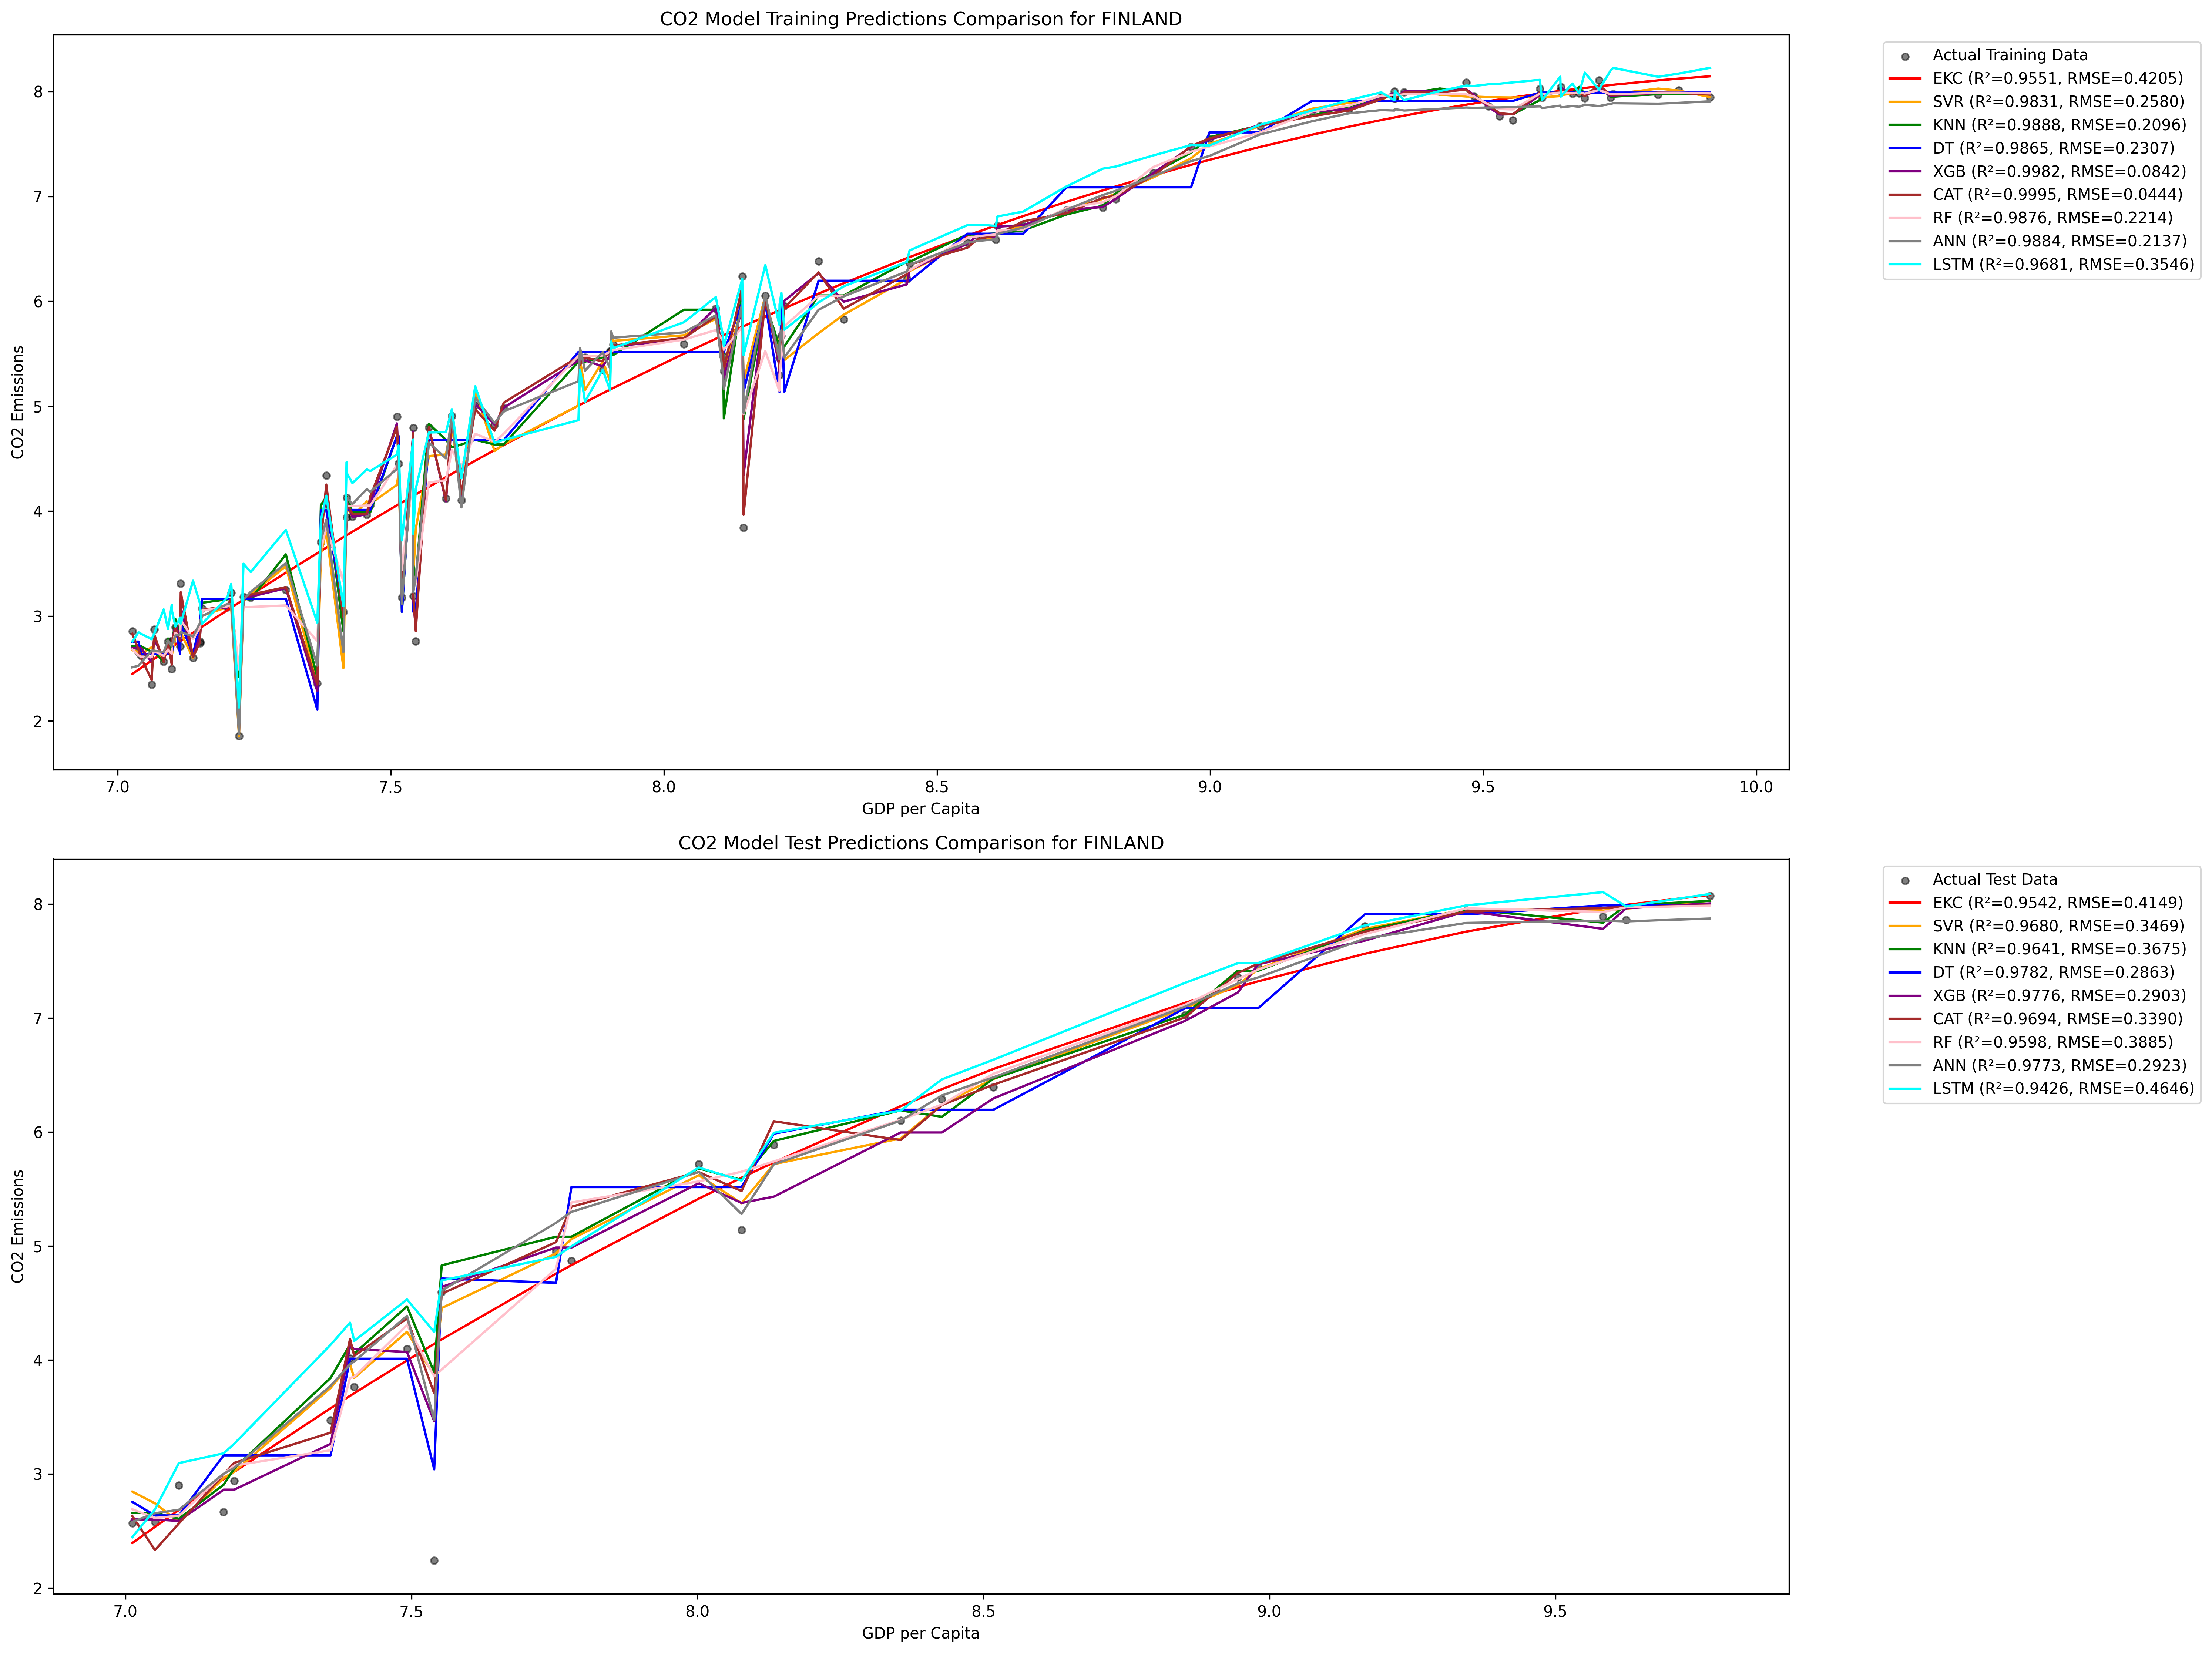 CO2 Model Training Predictions Comparison for FINLAND
CO2 Emissions
8
7
6
5
4
3
2
7.0 7.5 8.0 8.5 9.0 9.5 10.0
GDP per Capita
Actual Training Data
EKC (R²=0.9551, RMSE=0.4205)
SVR (R²=0.9831, RMSE=0.2580)
KNN (R²=0.9888, RMSE=0.2096)
DT (R²=0.9865, RMSE=0.2307)
XGB (R²=0.9982, RMSE=0.0842)
CAT (R²=0.9995, RMSE=0.0444)
RF (R²=0.9876, RMSE=0.2214)
ANN (R²=0.9884, RMSE=0.2137)
LSTM (R²=0.9681, RMSE=0.3546)
CO2 Model Test Predictions Comparison for FINLAND
CO2 Emissions
8
7
6
5
4
3
2
7.0 7.5 8.0 8.5 9.0 9.5
GDP per Capita
Actual Test Data
EKC (R²=0.9542, RMSE=0.4149)
SVR (R²=0.9680, RMSE=0.3469)
KNN (R²=0.9641, RMSE=0.3675)
DT (R²=0.9782, RMSE=0.2863)
XGB (R²=0.9776, RMSE=0.2903)
CAT (R²=0.9694, RMSE=0.3390)
RF (R²=0.9598, RMSE=0.3885)
ANN (R²=0.9773, RMSE=0.2923)
LSTM (R²=0.9426, RMSE=0.4646)